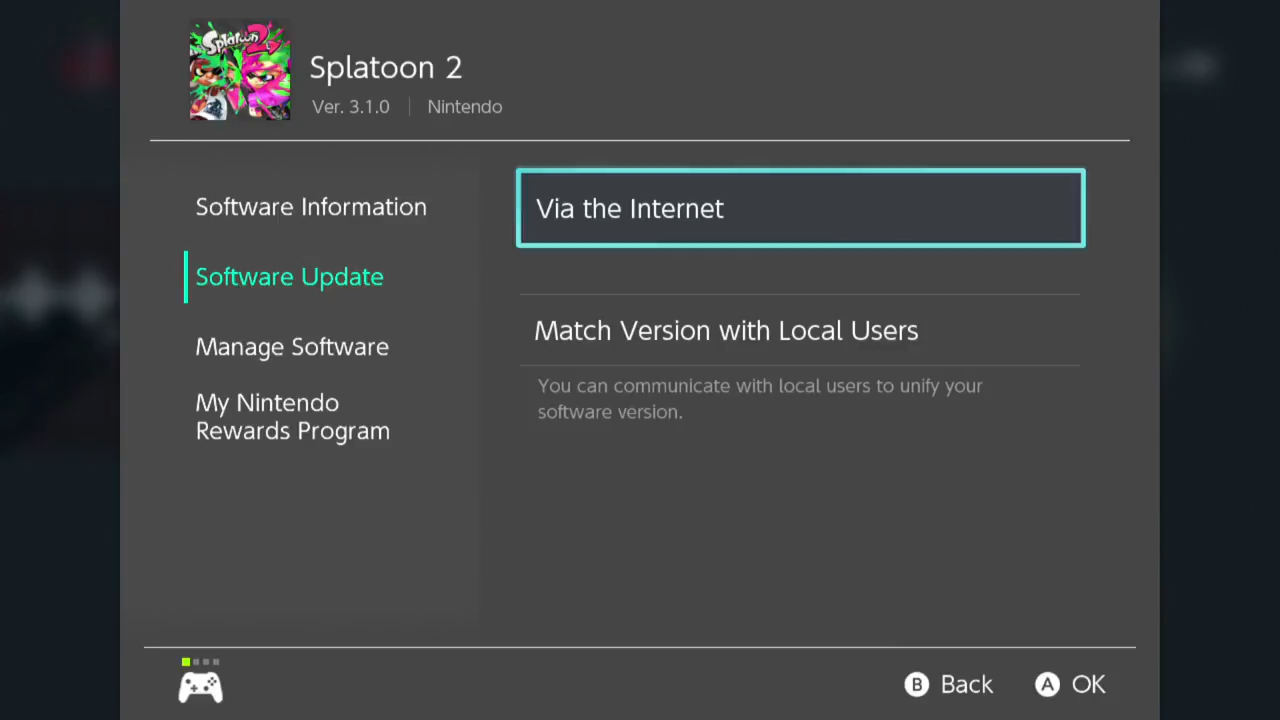 Splatoon 2
Splatoon 2
Ver. 3.1.0 | Nintendo
Software Information
Software Update
Manage Software
My Nintendo
Rewards Program
Via the Internet
Match Version with Local Users
You can communicate with local users to unify your
software version.
B Back A OK